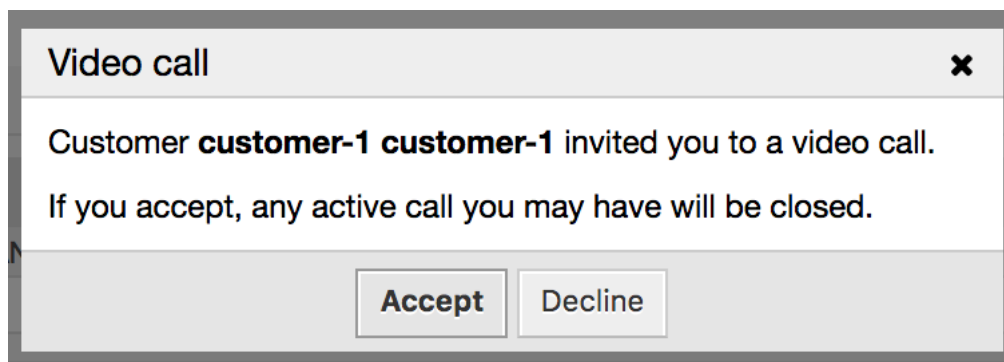 Video call
Customer customer-1 customer-1 invited you to a video call.
If you accept, any active call you may have will be closed.
Accept Decline